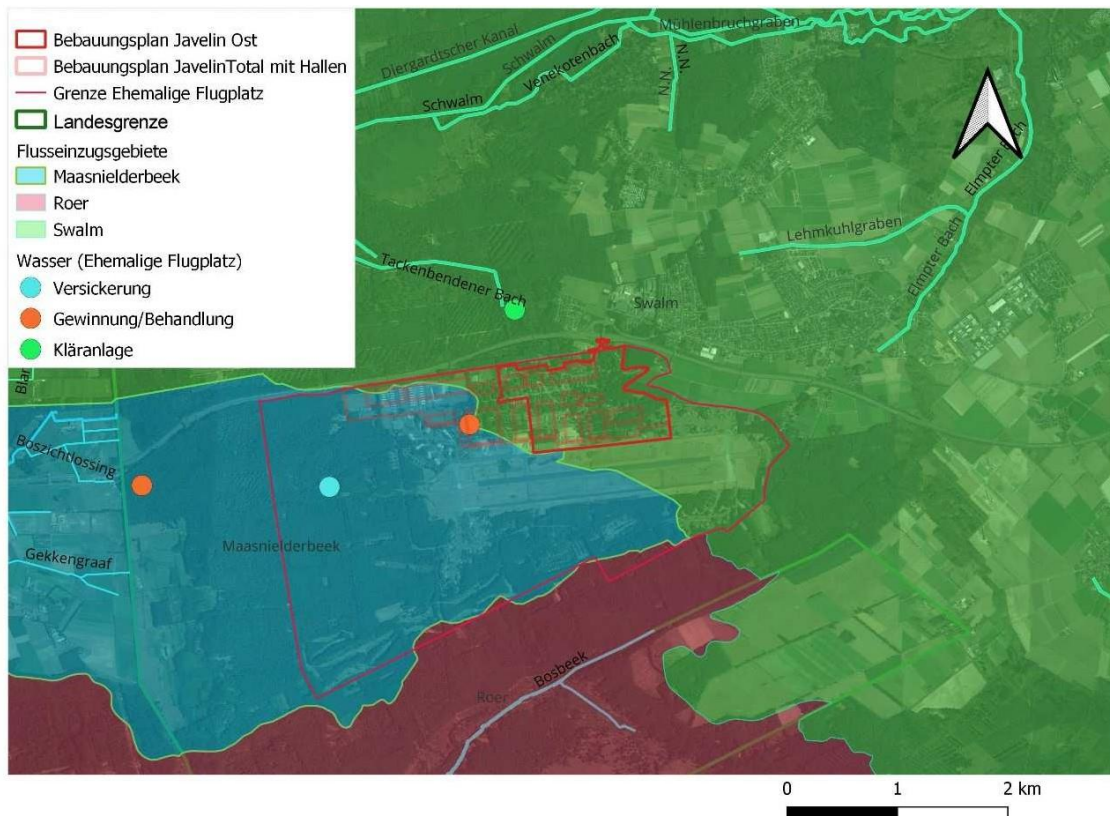 Bebauungsplan Javelin Ost
Bebauungsplan JavelinTotal mit Hallen
Grenze Ehemalige Flugplatz
Landesgrenze
Flusseinzugsgebiete
Maasnielderbeek
Roer
Swalm
Wasser (Ehemalige Flugplatz)
Versickerung
Gewinnung/Behandlung
Kläranlage
Diergardtscher Kanal
Schwalm
Mühlenbruchgraben
Schwalm
Venekotenbach
N.N.
N.N.
Elmpter Bach
Lehmkuhlgraben
Elmpter Bach
Tackenbendener Bach
Swalm
Boszichtlossing
Gekkengraaf
Maasnielderbeek
Bosbeek
Roer
0 1 2 km